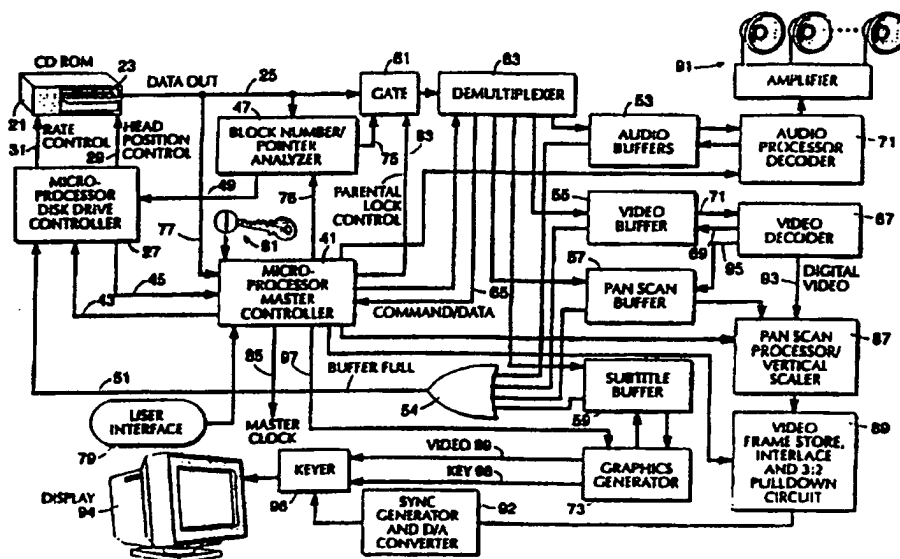 CD ROM
23
DATA OUT
25
61
GATE
63
DEMULTIPLEXER
91
AMPLIFIER
21
31
RATE CONTROL
29
HEAD POSITION CONTROL
47
BLOCK NUMBER/
POINTER
ANALYZER
75
83
53
AUDIO
BUFFERS
AUDIO
PROCESSOR
DECODER
71
MICRO-
PROCESSOR
DISK DRIVE
CONTROLLER
27
49
76
PARENTAL
LOCK
CONTROL
77
81
55
VIDEO
BUFFER
71
69
VIDEO
DECODER
67
95
93
DIGITAL
VIDEO
41
MICRO-
PROCESSOR
MASTER
CONTROLLER
45
43
65
COMMAND/DATA
57
PAN SCAN
BUFFER
PAN SCAN
PROCESSOR/
VERTICAL
SCALER
87
85
97
51
BUFFER FULL
54
SUBTITLE
BUFFER
59
USER
INTERFACE
79
MASTER
CLOCK
VIDEO
FRAME STORE,
INTERLACE
AND 3:2
PULLDOWN
CIRCUIT
89
VIDEO 99
KEY 98
KEYER
96
GRAPHICS
GENERATOR
73
DISPLAY
94
SYNC
GENERATOR
AND D/A
CONVERTER
92